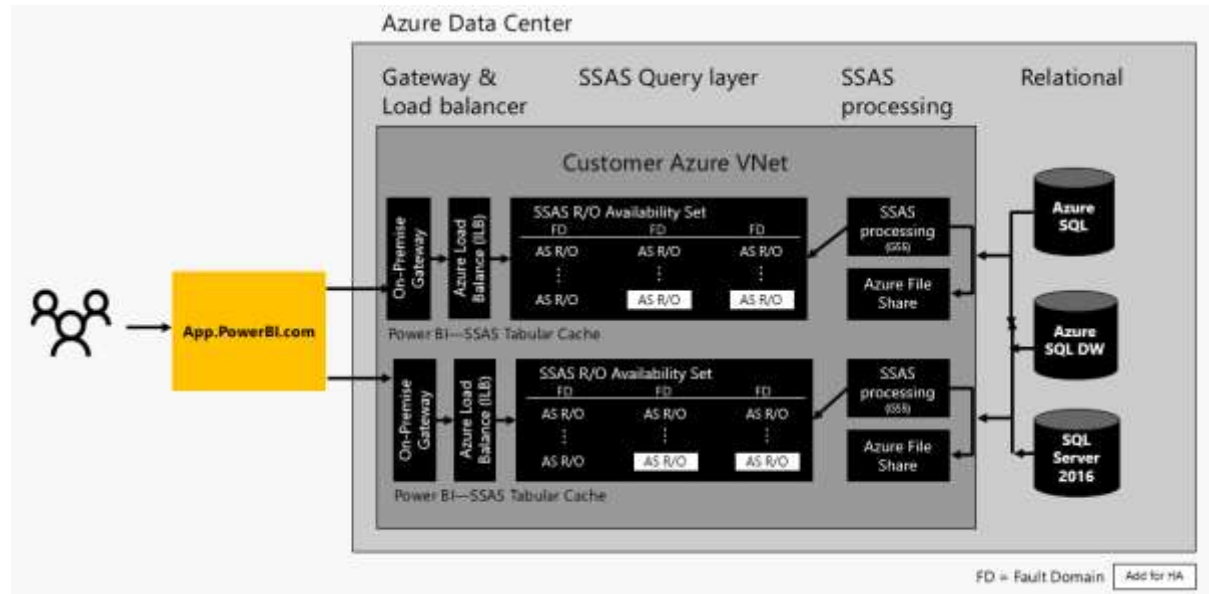 Azure Data Center
Gateway &
Load balancer
SSAS Query layer
SSAS
processing
Relational
Customer Azure VNet
App.PowerBI.com
On-Premise
Gateway
Azure Load
Balance (ILB)
SSAS R/O Availability Set
FD FD FD
AS R/O AS R/O AS R/O
AS R/O AS R/O AS R/O
SSAS
processing
(GS5)
Azure File
Share
Power BI—SSAS Tabular Cache
On-Premise
Gateway
Azure Load
Balance (ILB)
SSAS R/O Availability Set
FD FD FD
AS R/O AS R/O AS R/O
AS R/O AS R/O AS R/O
SSAS
processing
(GS5)
Azure File
Share
Power BI—SSAS Tabular Cache
Azure
SQL
Azure
SQL DW
SQL
Server
2016
FD = Fault Domain
Add for HA